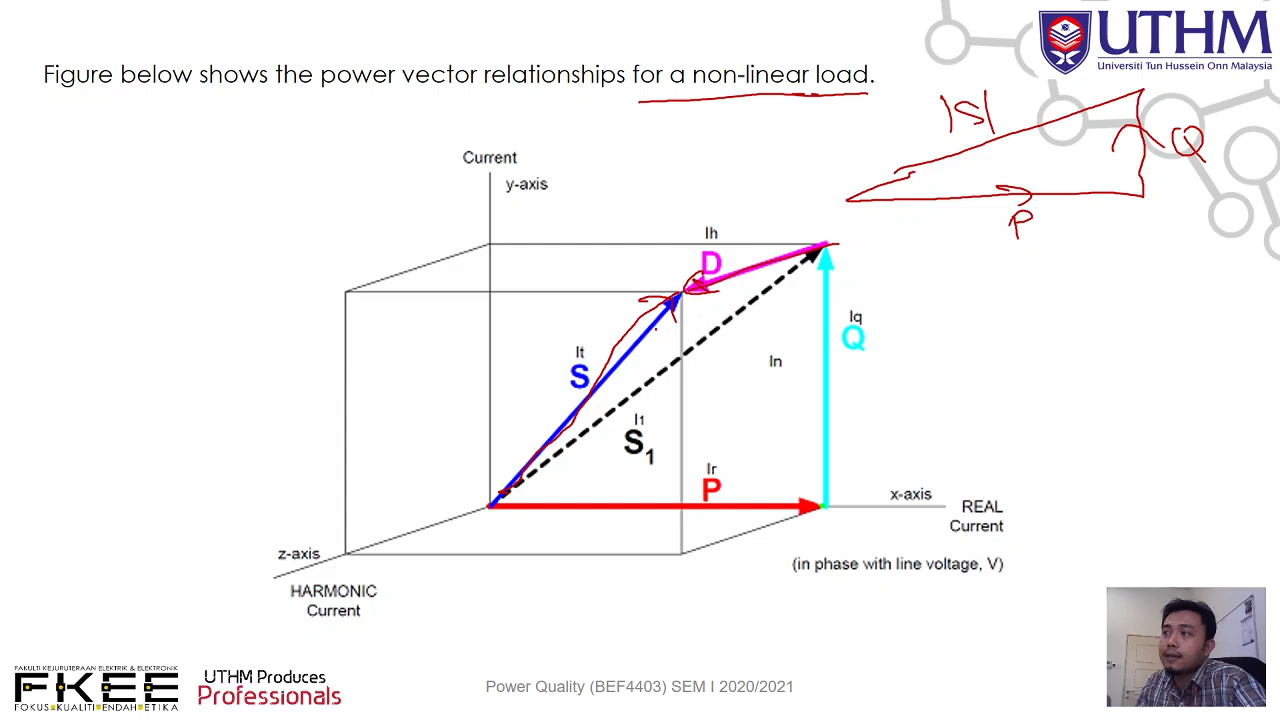 UTHM
Universiti Tun Hussein Onn Malaysia
Figure below shows the power vector relationships for a non-linear load.
|S|
Q
P
Current
y-axis
Ih
D
Iq
Q
It
S
In
I1
S1
Ir
P
x-axis
REAL
Current
z-axis
(in phase with line voltage, V)
HARMONIC
Current
FAKULTI KEJURUTERAAN ELEKTRIK & ELEKTRONIK
FKEE
FOKUS KUALITI ENDAH ETIKA
UTHM Produces
Professionals
Power Quality (BEF4403) SEM I 2020/2021